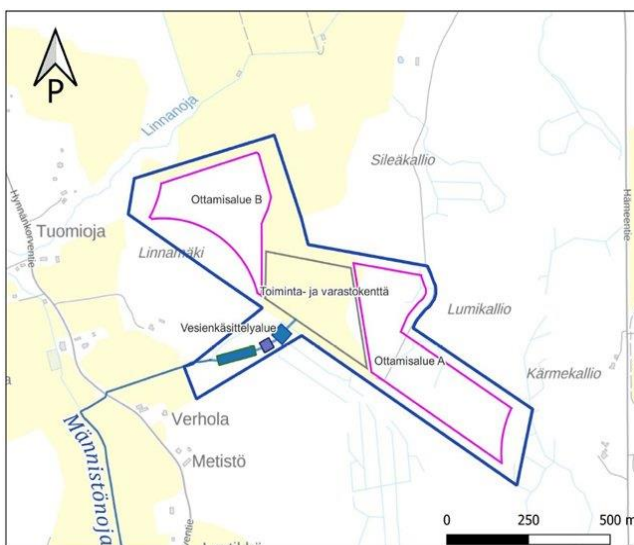 P
Linnanoja
Sileäkallio
Hämeentie
Hynnänkorventie
Ottamisalue B
Tuomioja
Linnamäki
Toiminta- ja varastokenttä
Lumikallio
Vesienkäsittelyalue
Ottamisalue A
Kärmekallio
Verhola
Männistönoja
Metistö
0 250 500 m